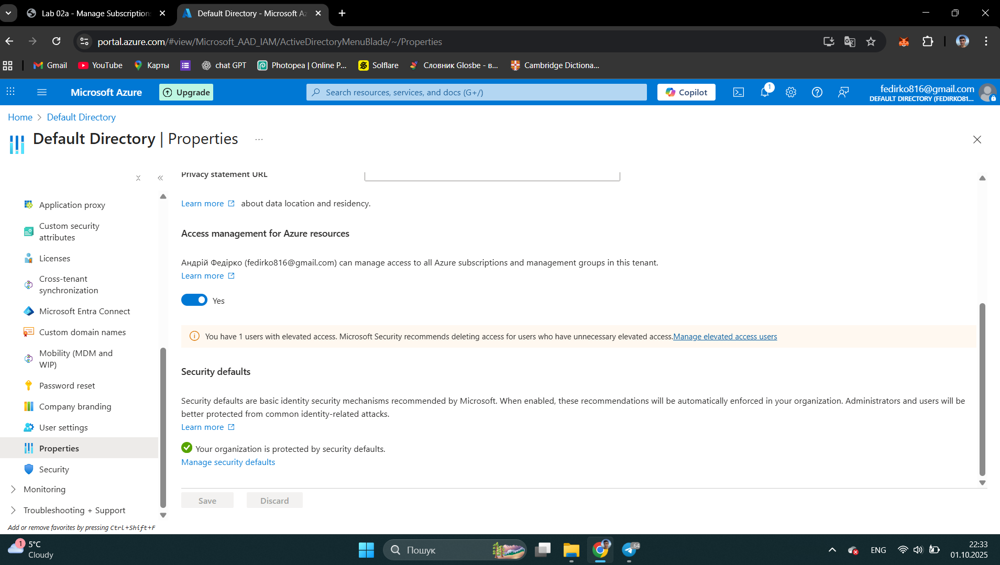 Lab 02a - Manage Subscription
Default Directory - Microsoft Az
portal.azure.com/#view/Microsoft_AAD_IAM/ActiveDirectoryMenuBlade/~/Properties
Gmail
YouTube
Карты
chat GPT
Photopea | Online P...
Solflare
Словник Glosbe - в...
Cambridge Dictiona...
Microsoft Azure
Upgrade
Search resources, services, and docs (G+/)
Copilot
1
fedirko816@gmail.com
DEFAULT DIRECTORY (FEDIRKO81...
Home > Default Directory
Default Directory | Properties
...
Privacy statement URL
Learn more about data location and residency.
Access management for Azure resources
Андрій Федірко (fedirko816@gmail.com) can manage access to all Azure subscriptions and management groups in this tenant.
Learn more
Yes
You have 1 users with elevated access. Microsoft Security recommends deleting access for users who have unnecessary elevated access.Manage elevated access users
Security defaults
Security defaults are basic identity security mechanisms recommended by Microsoft. When enabled, these recommendations will be automatically enforced in your organization. Administrators and users will be
better protected from common identity-related attacks.
Learn more
Your organization is protected by security defaults.
Manage security defaults
Save
Discard
Application proxy
Custom security
attributes
Licenses
Cross-tenant
synchronization
Microsoft Entra Connect
Custom domain names
Mobility (MDM and
WIP)
Password reset
Company branding
User settings
Properties
Security
Monitoring
Troubleshooting + Support
Add or remove favorites by pressing Ctrl+Shift+F
1
5°C
Cloudy
Пошук
..64
ENG
22:33
01.10.2025